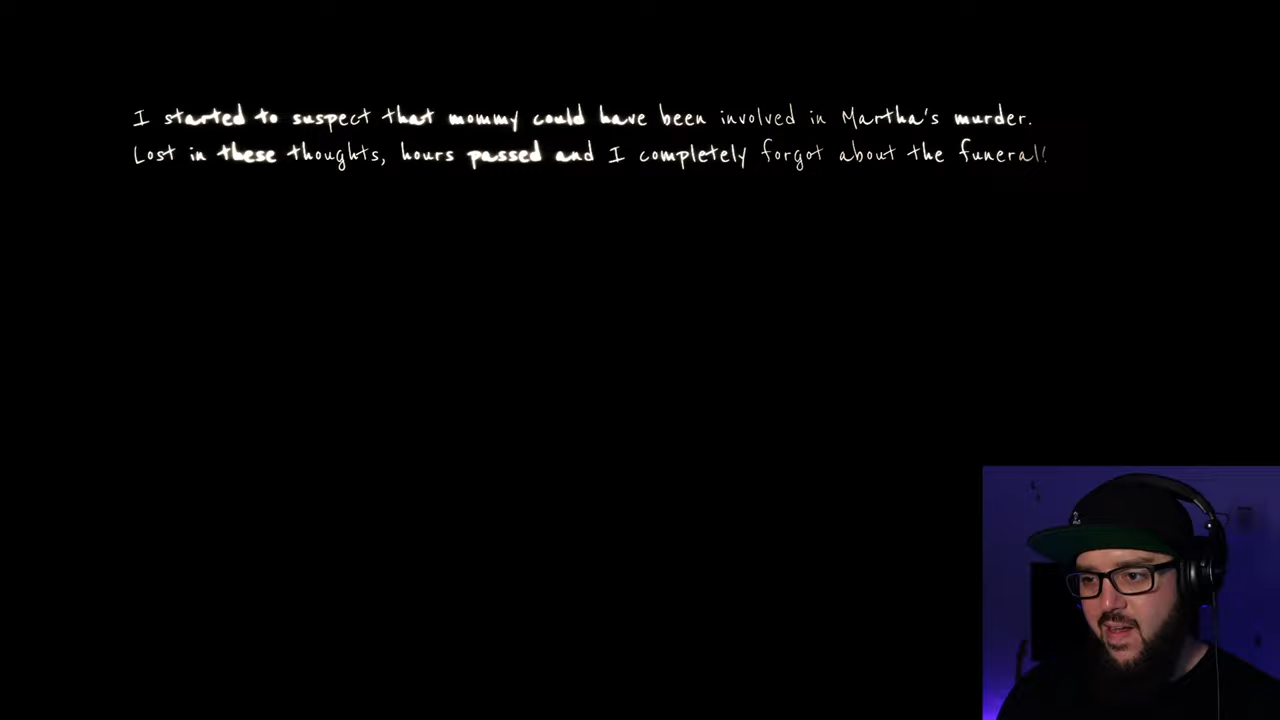 I started to suspect that mommy could have been involved in Martha's murder.
Lost in these thoughts, hours passed and I completely forgot about the funeral!